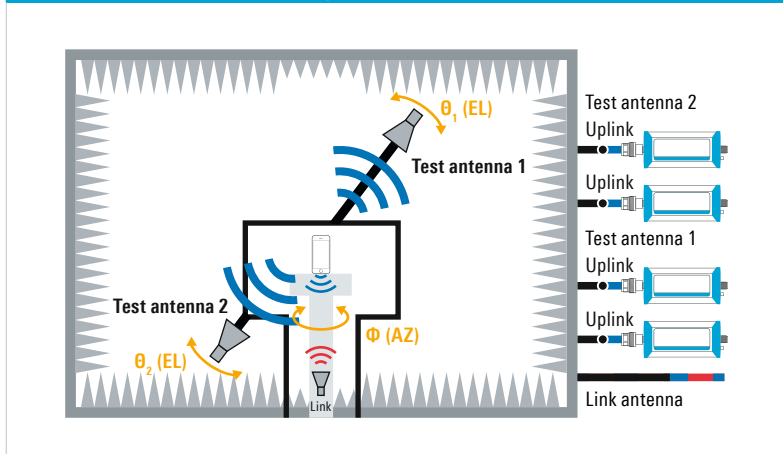 θ1 (EL)
Test antenna 1
Test antenna 2
θ2 (EL)
Φ (AZ)
Link
Test antenna 2
Uplink
Uplink
Test antenna 1
Uplink
Uplink
Link antenna